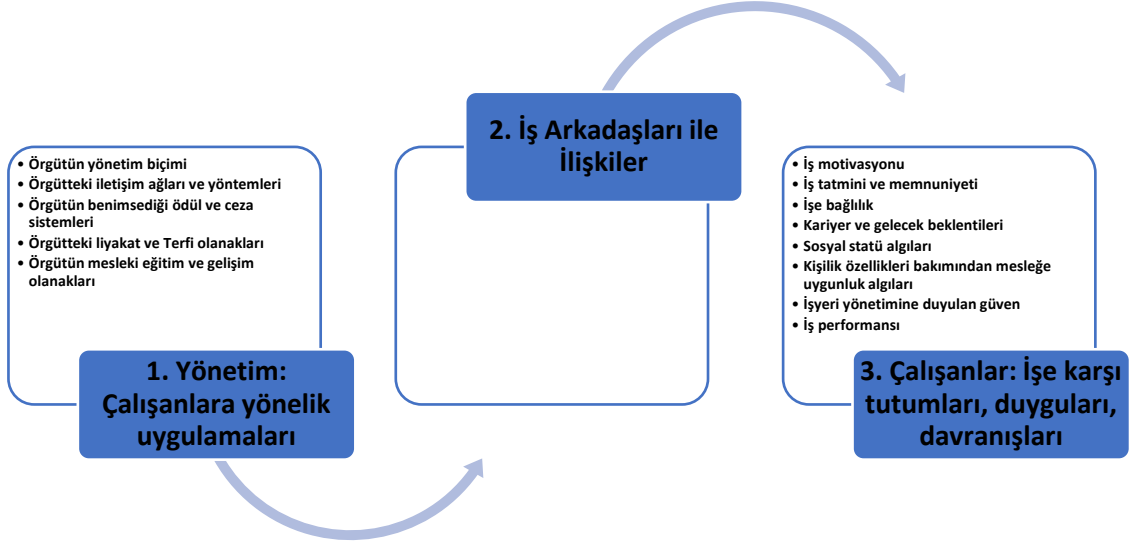 • Örgütün yönetim biçimi
• Örgütteki iletişim ağları ve yöntemleri
• Örgütün benimsediği ödül ve ceza
sistemleri
• Örgütteki liyakat ve Terfi olanakları
• Örgütün mesleki eğitim ve gelişim
olanakları
1. Yönetim:
Çalışanlara yönelik
uygulamaları
2. İş Arkadaşları ile
İlişkiler
• İş motivasyonu
• İş tatmini ve memnuniyeti
• İşe bağlılık
• Kariyer ve gelecek beklentileri
• Sosyal statü algıları
• Kişilik özellikleri bakımından mesleğe
uygunluk algıları
• İşyeri yönetimine duyulan güven
• İş performansı
3. Çalışanlar: İşe karşı
tutumları, duyguları,
davranışları